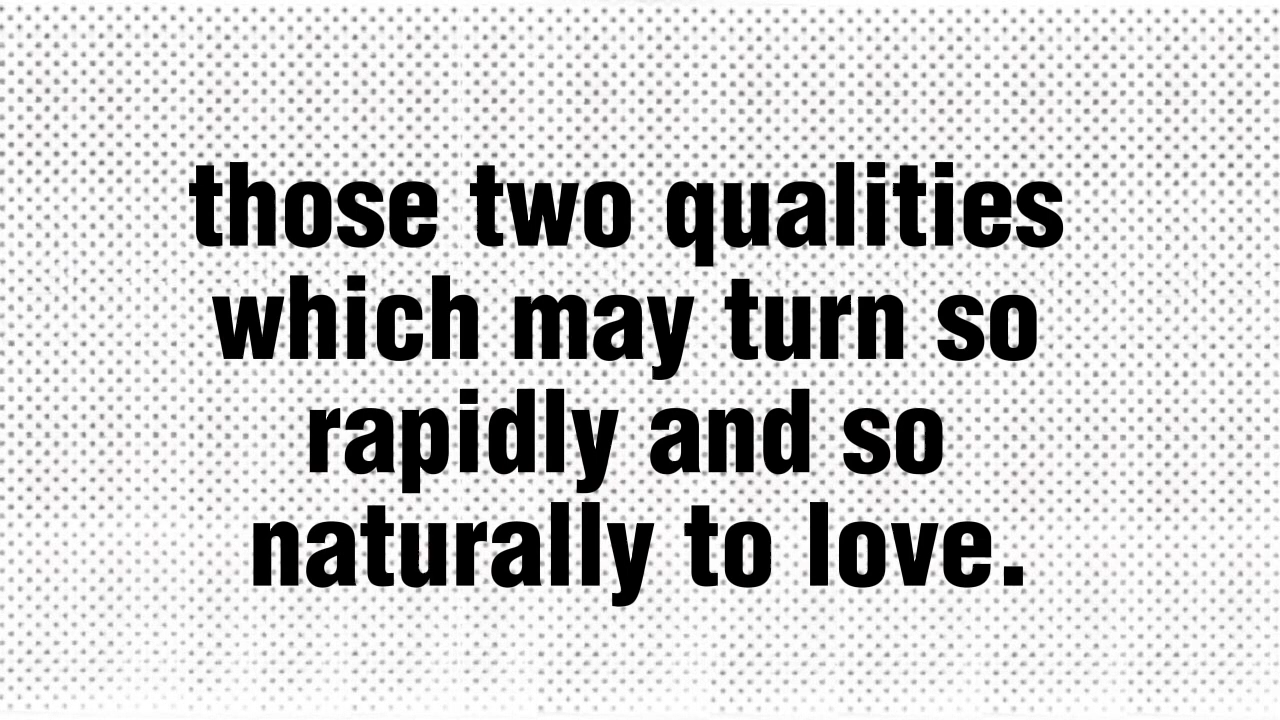 those two qualities
which may turn so
rapidly and so
naturally to love.